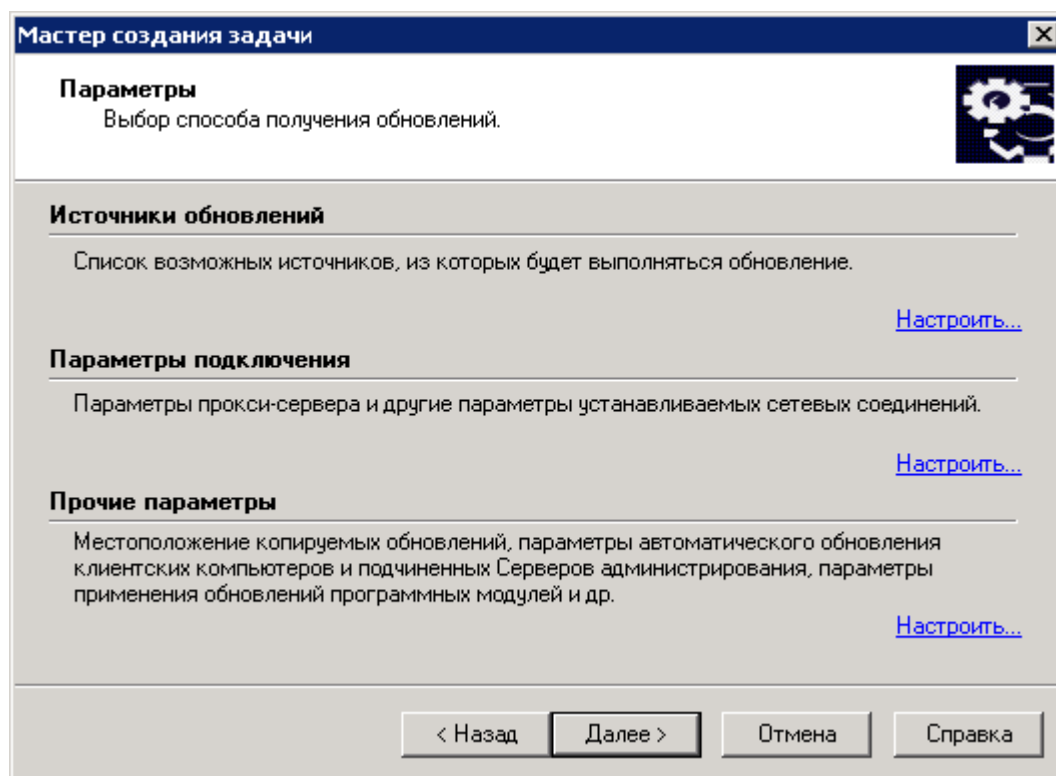 Мастер создания задачи
Параметры
Выбор способа получения обновлений.
Источники обновлений
Список возможных источников, из которых будет выполняться обновление.
Настроить...
Параметры подключения
Параметры прокси-сервера и другие параметры устанавливаемых сетевых соединений.
Настроить...
Прочие параметры
Местоположение копируемых обновлений, параметры автоматического обновления
клиентских компьютеров и подчиненных Серверов администрирования, параметры
применения обновлений программных модулей и др.
Настроить...
< Назад
Далее >
Отмена
Справка